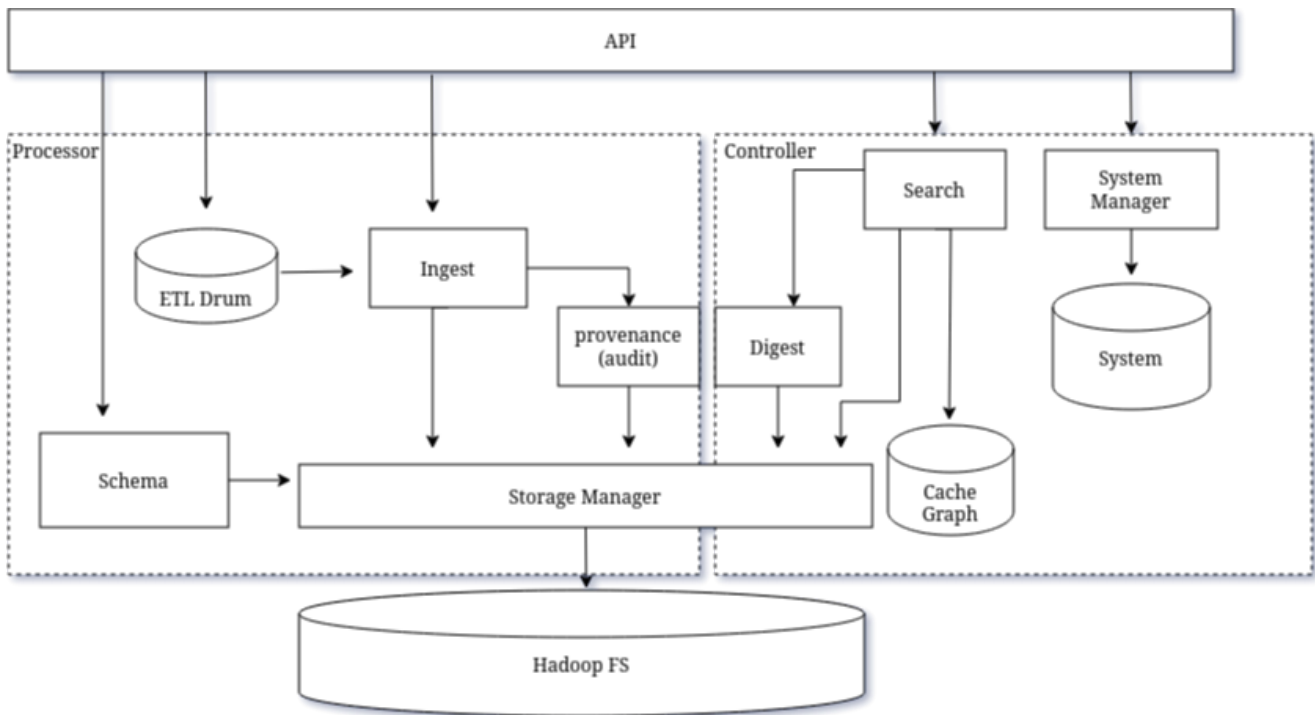 API
Processor
Controller
Search
System
Manager
Ingest
ETL Drum
provenance
(audit)
Digest
System
Schema
Storage Manager
Cache
Graph
Hadoop FS